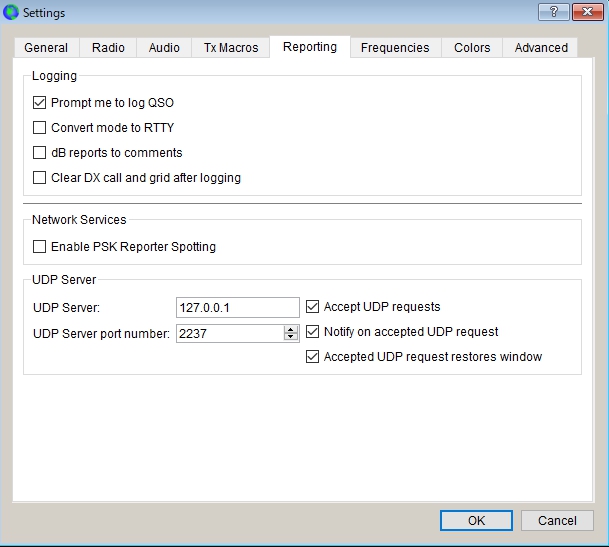 Settings
General Radio Audio Tx Macros Reporting Frequencies Colors Advanced
Logging
Prompt me to log QSO
Convert mode to RTTY
dB reports to comments
Clear DX call and grid after logging
Network Services
Enable PSK Reporter Spotting
UDP Server
UDP Server: 127.0.0.1 Accept UDP requests
UDP Server port number: 2237 Notify on accepted UDP request
Accepted UDP request restores window
OK Cancel